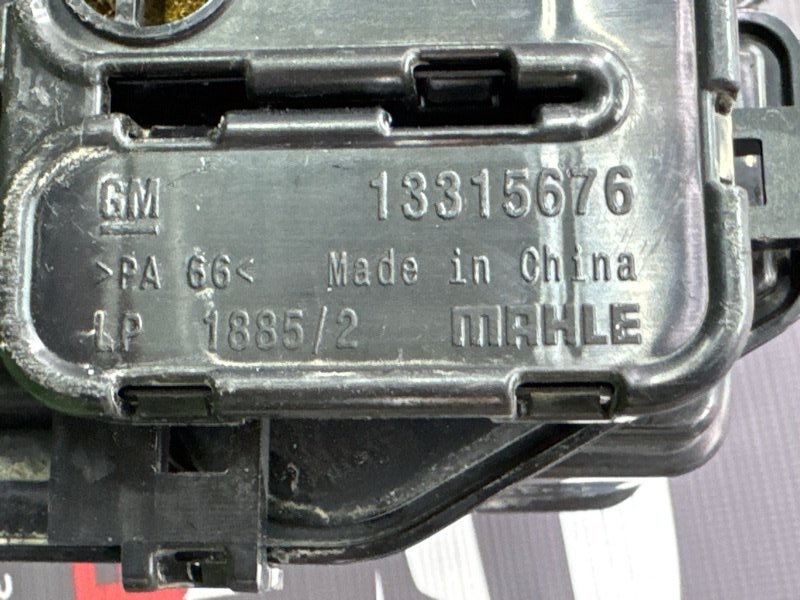 GM 13315676
>PA 66< Made in China
LP 1885/2 MAHLE